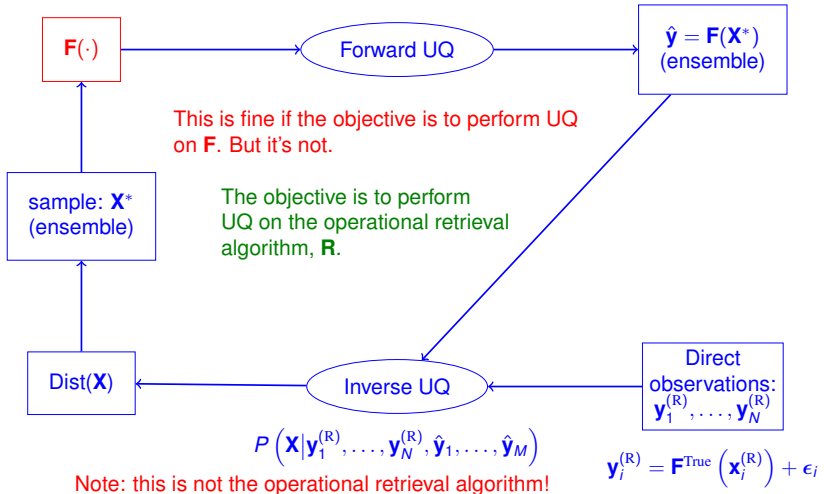 F(·)
Forward UQ
ŷ = F(X*)
(ensemble)
This is fine if the objective is to perform UQ
on F. But it's not.
sample: X*
(ensemble)
The objective is to perform
UQ on the operational retrieval
algorithm, R.
Dist(X)
Inverse UQ
Direct
observations:
y₁⁽ᴿ⁾, . . . , y_N⁽ᴿ⁾
P (X|y₁⁽ᴿ⁾, . . . , y_N⁽ᴿ⁾, ŷ₁, . . . , ŷ_M)
y_i⁽ᴿ⁾ = F^True (x_i⁽ᴿ⁾) + ϵ_i
Note: this is not the operational retrieval algorithm!